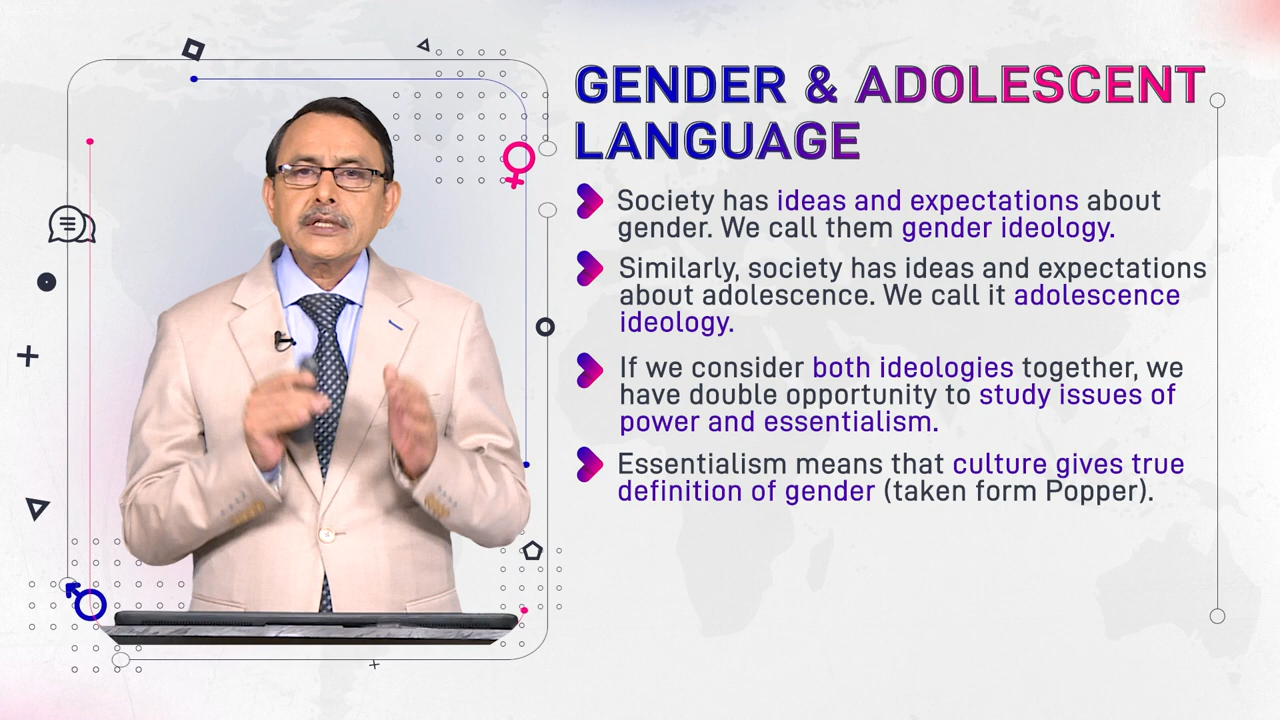 GENDER & ADOLESCENT
LANGUAGE
Society has ideas and expectations about
gender. We call them gender ideology.
Similarly, society has ideas and expectations
about adolescence. We call it adolescence
ideology.
If we consider both ideologies together, we
have double opportunity to study issues of
power and essentialism.
Essentialism means that culture gives true
definition of gender (taken form Popper).